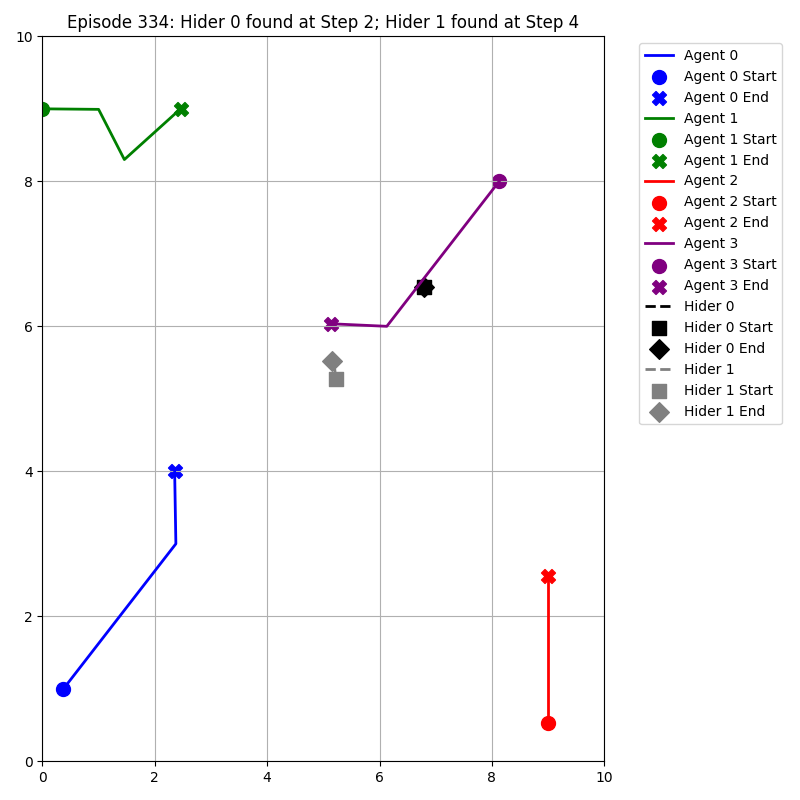 Episode 334: Hider 0 found at Step 2; Hider 1 found at Step 4
10
8
6
4
2
0
0 2 4 6 8 10
Agent 0
Agent 0 Start
Agent 0 End
Agent 1
Agent 1 Start
Agent 1 End
Agent 2
Agent 2 Start
Agent 2 End
Agent 3
Agent 3 Start
Agent 3 End
Hider 0
Hider 0 Start
Hider 0 End
Hider 1
Hider 1 Start
Hider 1 End